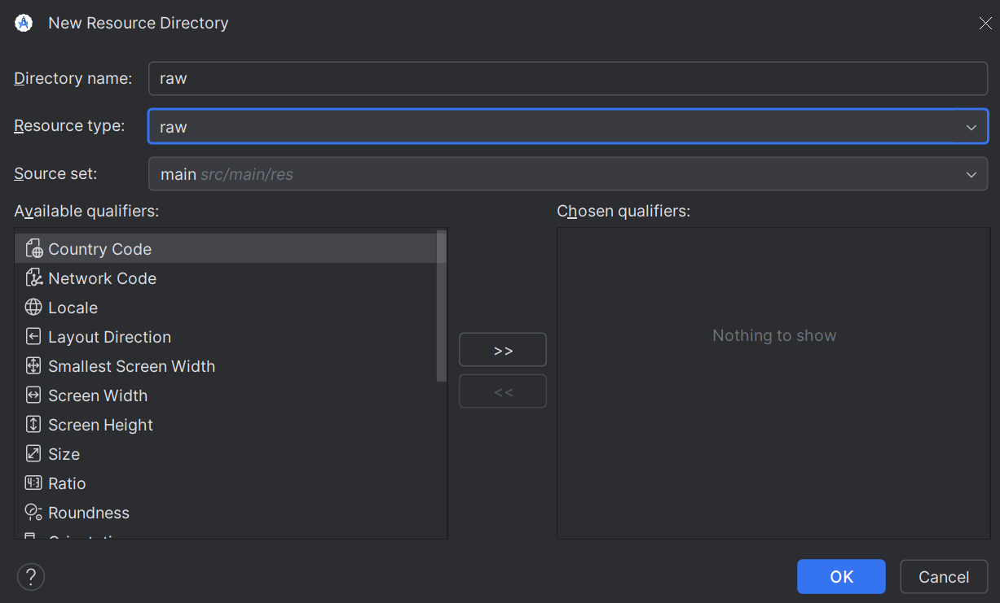 New Resource Directory
Directory name: raw
Resource type: raw
Source set: main src/main/res
Available qualifiers:
Chosen qualifiers:
Country Code
Network Code
Locale
Layout Direction
Smallest Screen Width
Screen Width
Screen Height
Size
4:3 Ratio
Roundness
>>
<<
Nothing to show
?
OK
Cancel